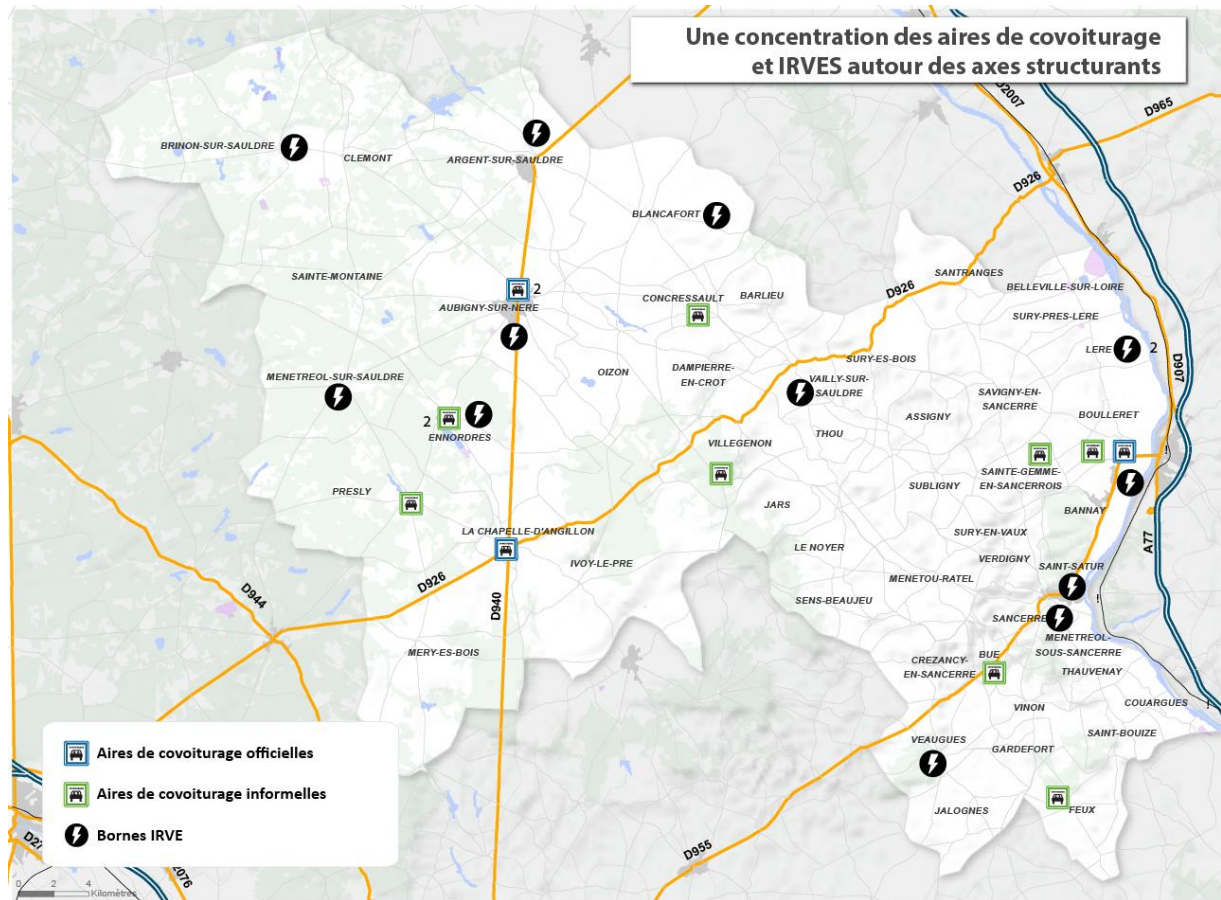 Une concentration des aires de covoiturage
et IRVES autour des axes structurants
D2007
D965
BRINON-SUR-SAULDRE
CLEMONT
ARGENT-SUR-SAULDRE
D926
BLANCAFORT
SAINTE-MONTAINE
SANTRANGES
BELLEVILLE-SUR-LOIRE
2
AUBIGNY-SUR-NERE
CONCRESSAULT
BARLIEU
D926
SURY-PRES-LERE
LERE
2
D907
OIZON
DAMPIERRE-
EN-CROT
SURY-ES-BOIS
MENETREOL-SUR-SAULDRE
VAILLY-SUR-
SAULDRE
SAVIGNY-EN-
SANCERRE
2
ENNORDRES
ASSIGNY
BOULLERET
THOU
VILLEGENON
SAINTE-GEMME-
EN-SANCERROIS
PRESLY
JARS
SUBLIGNY
BANNAY
LA CHAPELLE-D'ANGILLON
SURY-EN-VAUX
A77
LE NOYER
VERDIGNY
IVOY-LE-PRE
MENETOU-RATEL
SAINT-SATUR
D926
D944
D940
SENS-BEAUJEU
SANCERRE
MERY-ES-BOIS
BUE
MENETREOL-
SOUS-SANCERRE
CREZANCY-
EN-SANCERRE
THAUVENAY
VINON
COUARGUES
SAINT-BOUIZE
VEAUGUES
GARDEFORT
Aires de covoiturage officielles
Aires de covoiturage informelles
Bornes IRVE
JALOGNES
FEUX
D955
D27
2076
0 2 4
Kilomètres